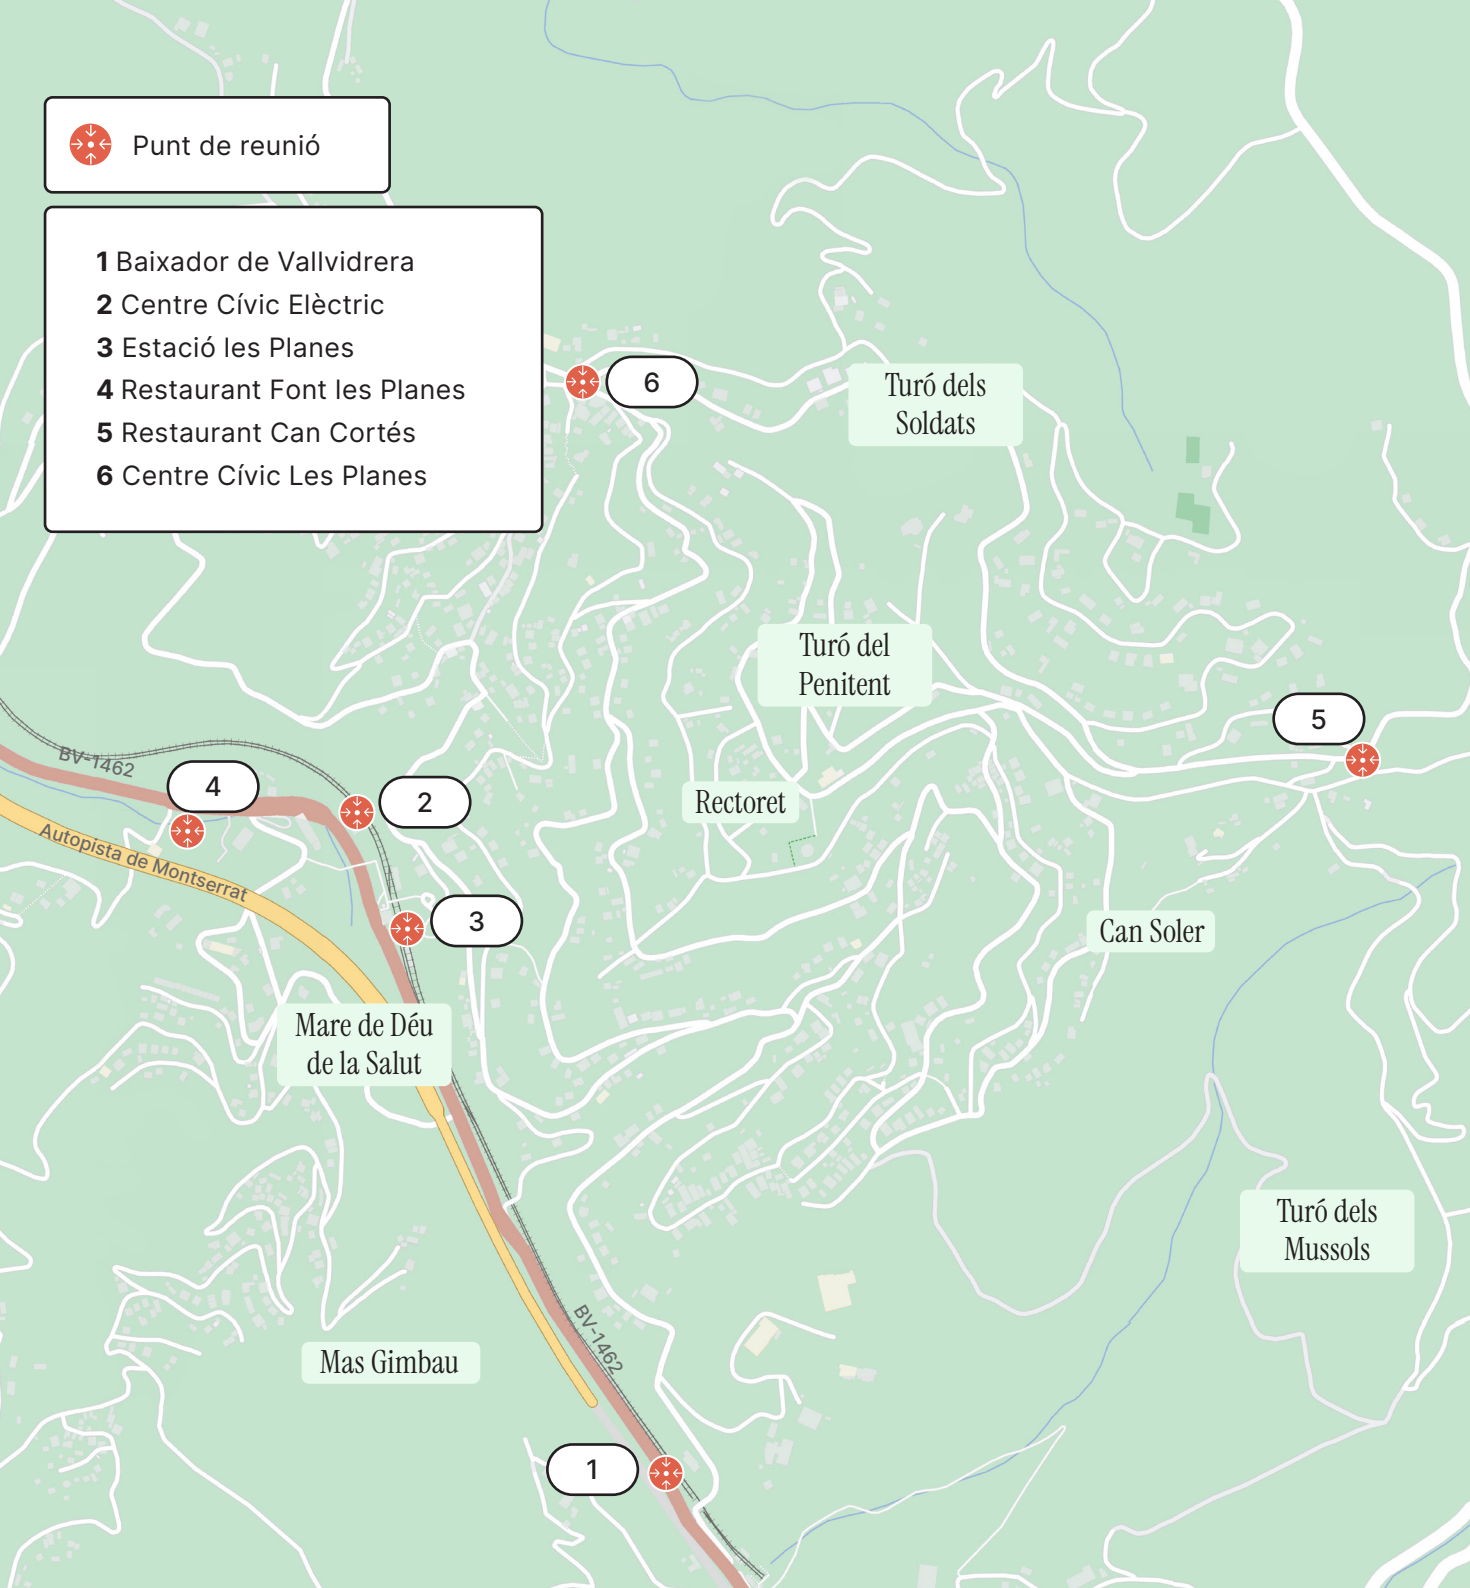 Punt de reunió
1 Baixador de Vallvidrera
2 Centre Cívic Elèctric
3 Estació les Planes
4 Restaurant Font les Planes
5 Restaurant Can Cortés
6 Centre Cívic Les Planes
6
Turó dels
Soldats
Turó del
Penitent
5
BV-1462
4
2
Rectoret
Autopista de Montserrat
3
Can Soler
Mare de Déu
de la Salut
Turó dels
Mussols
BV-1462
Mas Gimbau
1